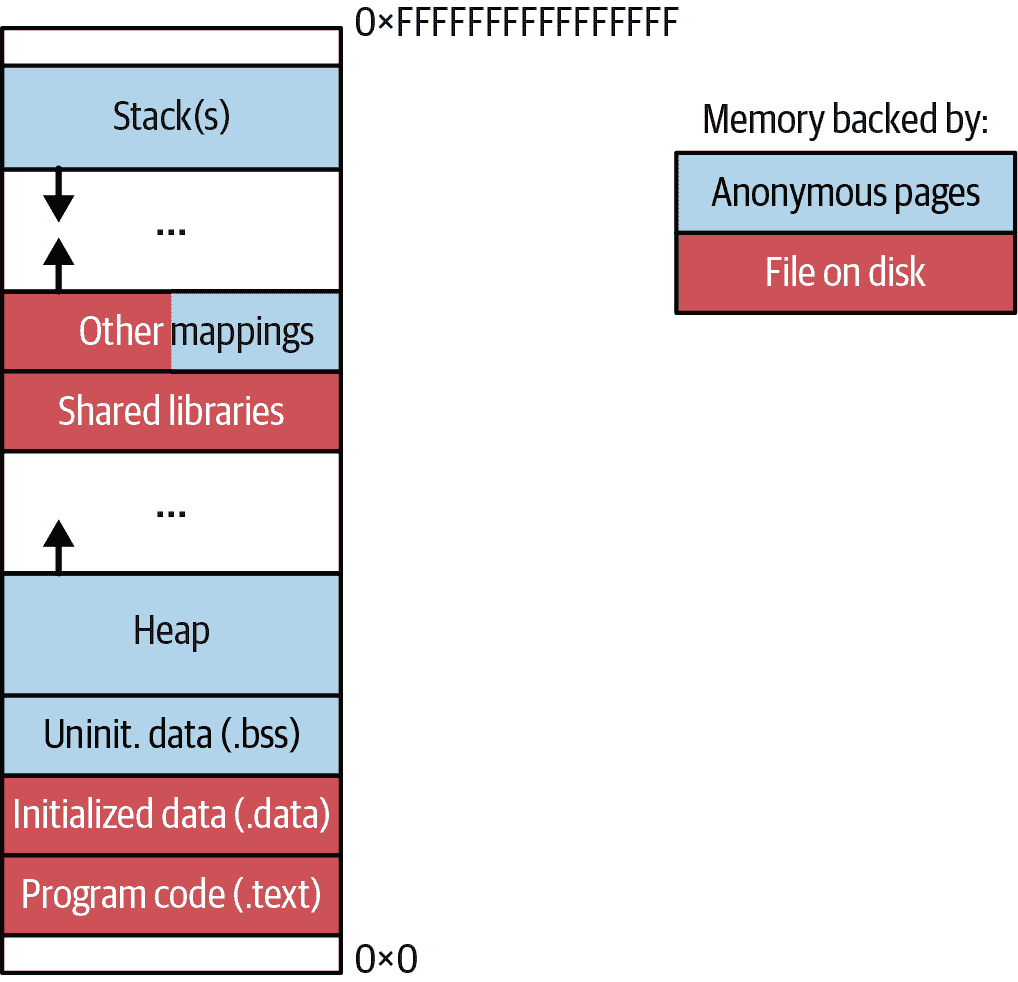 0×FFFFFFFFFFFFFFFF
Stack(s)
...
Other mappings
Shared libraries
...
Heap
Uninit. data (.bss)
Initialized data (.data)
Program code (.text)
0×0
Memory backed by:
Anonymous pages
File on disk